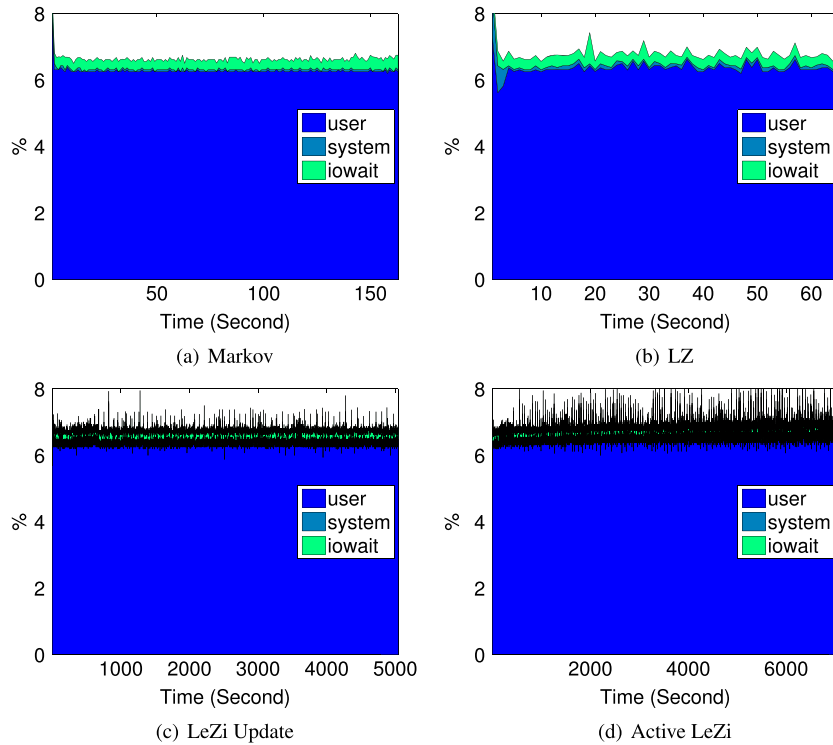 8
6
4
2
0
%
user
system
iowait
50
100
150
Time (Second)
(a) Markov
8
6
4
2
0
%
user
system
iowait
10
20
30
40
50
60
Time (Second)
(b) LZ
8
6
4
2
0
%
user
system
iowait
1000
2000
3000
4000
5000
Time (Second)
(c) LeZi Update
8
6
4
2
0
%
user
system
iowait
2000
4000
6000
Time (Second)
(d) Active LeZi